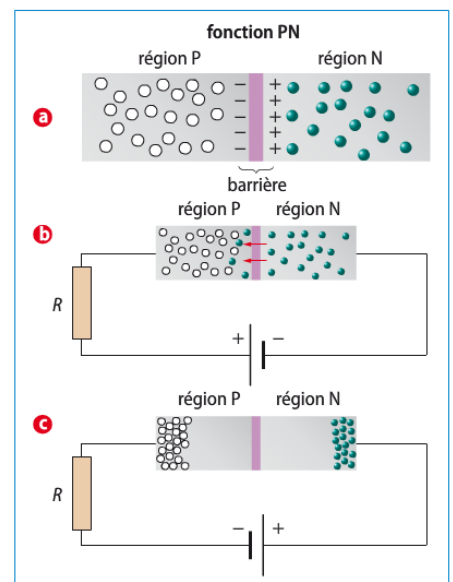 fonction PN
région P région N
a
− +
− +
− +
− +
− +
barrière
région P région N
b
R
+ −
région P région N
c
R
− +